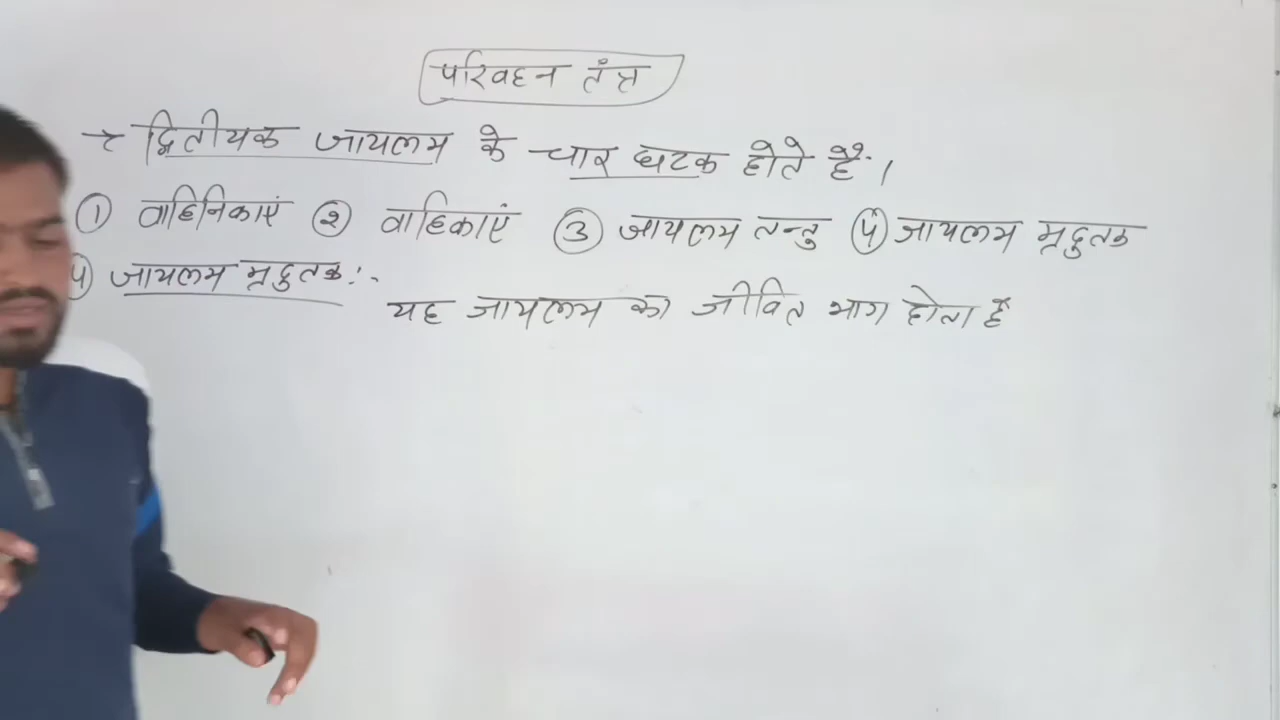 परिवहन तंत्र
→ द्वितीयक जायलम के चार घटक होते हैं।
① वाहिनिकाएं ② वाहिकाएं ③ जायलम तन्तु ④ जायलम मृदुतक
④ जायलम मृदुतक :-
यह जायलम का जीवित भाग होता है